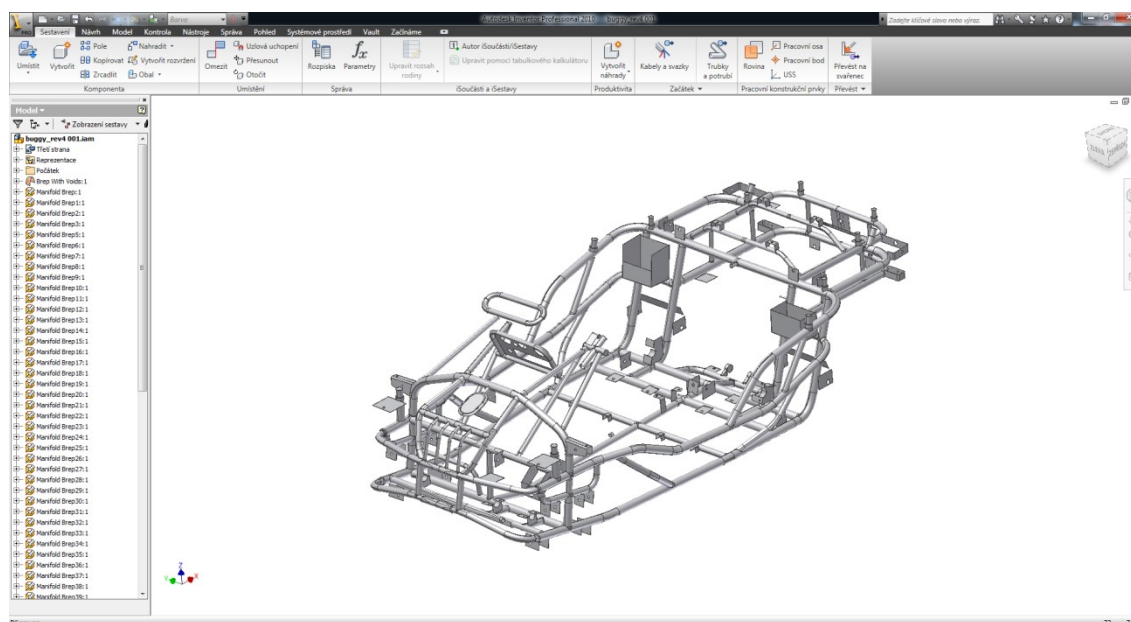 Barva
Autodesk Inventor Professional 2010 buggy_rev4 001
Zadejte klíčové slovo nebo výraz.
PRO
Sestavení Návrh Model Kontrola Nástroje Správa Pohled Systémové prostředí Vault Začínáme
Umístit
Vytvořit
Pole
Kopírovat
Zrcadlit
Nahradit
Vytvořit rozvržení
Obal
Komponenta
Omezit
Uzlová uchopení
Přesunout
Otočit
Umístění
Rozpiska
Parametry
Správa
Upravit rozsah
rodiny
Autor iSoučásti/iSestavy
Upravit pomocí tabulkového kalkulátoru
iSoučásti a iSestavy
Vytvořit
náhrady
Produktivita
Kabely a svazky
Trubky
a potrubí
Začátek
Rovina
Pracovní osa
Pracovní bod
USS
Pracovní konstrukční prvky
Převést na
svařenec
Převést
Model
Zobrazení sestavy
buggy_rev4 001.iam
Třetí strana
Reprezentace
Počátek
Brep With Voids:1
Manifold Brep:1
Manifold Brep1:1
Manifold Brep2:1
Manifold Brep3:1
Manifold Brep5:1
Manifold Brep6:1
Manifold Brep7:1
Manifold Brep8:1
Manifold Brep9:1
Manifold Brep10:1
Manifold Brep11:1
Manifold Brep12:1
Manifold Brep13:1
Manifold Brep14:1
Manifold Brep15:1
Manifold Brep16:1
Manifold Brep17:1
Manifold Brep18:1
Manifold Brep19:1
Manifold Brep20:1
Manifold Brep21:1
Manifold Brep22:1
Manifold Brep23:1
Manifold Brep24:1
Manifold Brep25:1
Manifold Brep26:1
Manifold Brep27:1
Manifold Brep28:1
Manifold Brep29:1
Manifold Brep30:1
Manifold Brep31:1
Manifold Brep32:1
Manifold Brep33:1
Manifold Brep34:1
Manifold Brep35:1
Manifold Brep36:1
Manifold Brep37:1
Manifold Brep38:1
Manifold Brep39:1
Z
Y
X